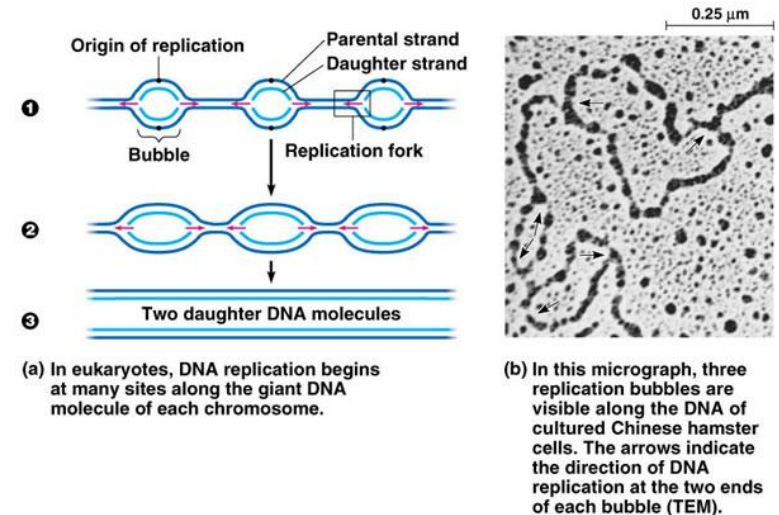 0.25 μm
Origin of replication
Parental strand
Daughter strand
1
Bubble
Replication fork
2
3
Two daughter DNA molecules
(a) In eukaryotes, DNA replication begins
at many sites along the giant DNA
molecule of each chromosome.
(b) In this micrograph, three
replication bubbles are
visible along the DNA of
cultured Chinese hamster
cells. The arrows indicate
the direction of DNA
replication at the two ends
of each bubble (TEM).